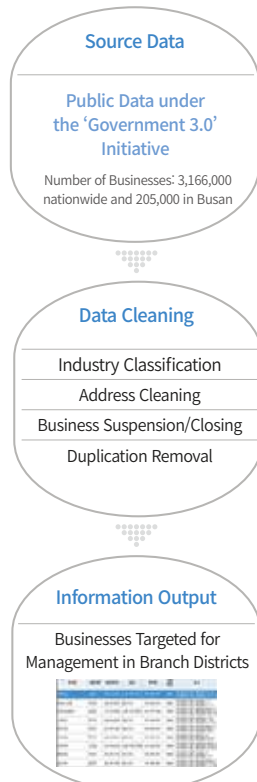 Source Data
Public Data under
the ‘Government 3.0’
Initiative
Number of Businesses: 3,166,000
nationwide and 205,000 in Busan
Data Cleaning
Industry Classification
Address Cleaning
Business Suspension/Closing
Duplication Removal
Information Output
Businesses Targeted for
Management in Branch Districts